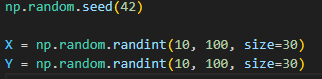 np.random.seed(42)
X = np.random.randint(10, 100, size=30)
Y = np.random.randint(10, 100, size=30)